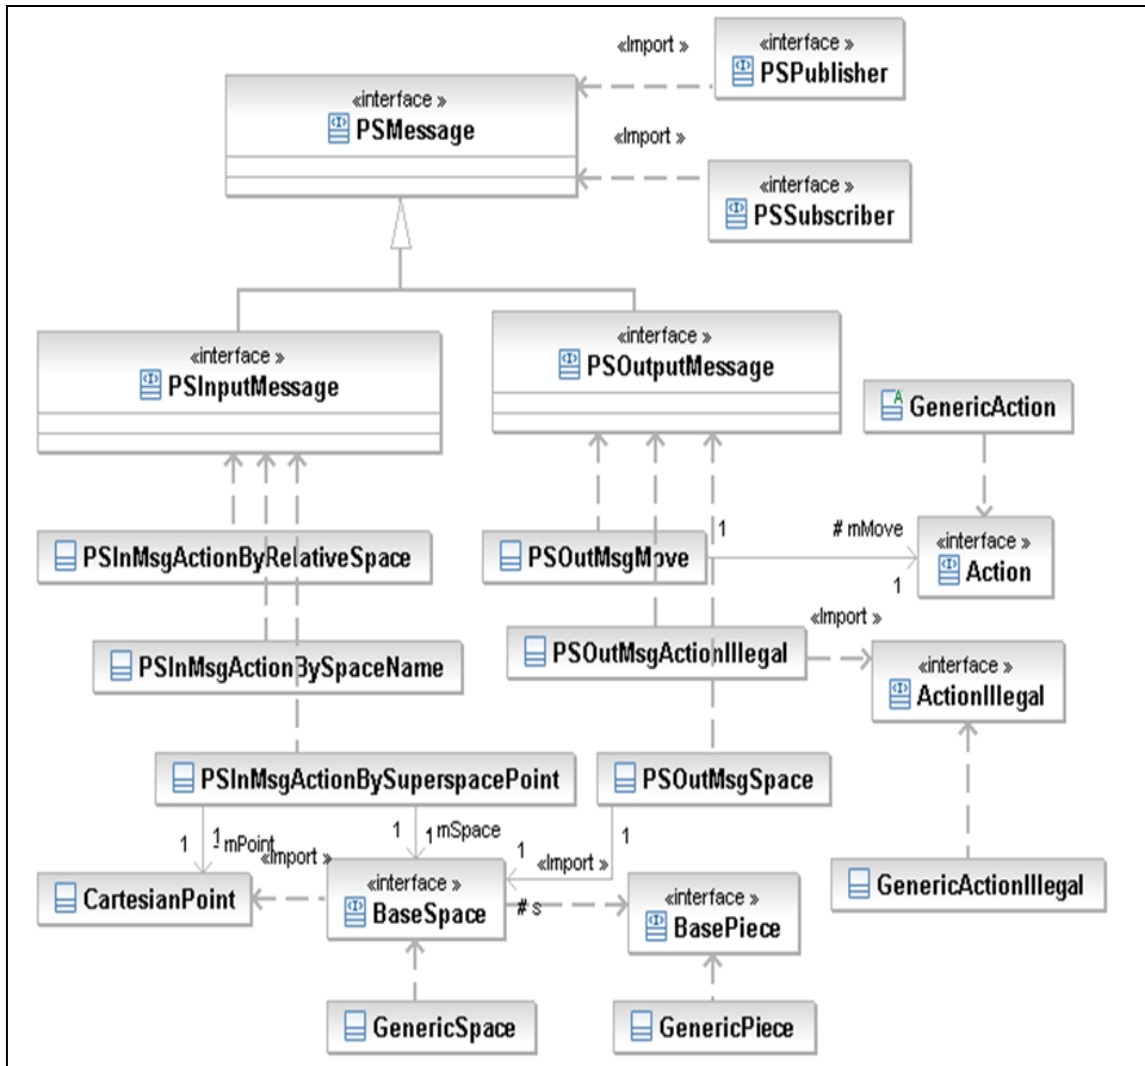 «Import »
«interface »
PSPublisher
«interface »
PSMessage
«Import »
«interface »
PSSubscriber
«interface »
PSInputMessage
«interface »
PSOutputMessage
GenericAction
PSInMsgActionByRelativeSpace
PSOutMsgMove
1
# mMove
1
«interface »
Action
PSInMsgActionBySpaceName
PSOutMsgActionIllegal
«Import »
«interface »
ActionIllegal
PSInMsgActionBySuperspacePoint
PSOutMsgSpace
1
1
- mPoint
1
1
mSpace
1
1
«Import »
«Import »
CartesianPoint
«interface »
BaseSpace
# s
«interface »
BasePiece
GenericActionIllegal
GenericSpace
GenericPiece